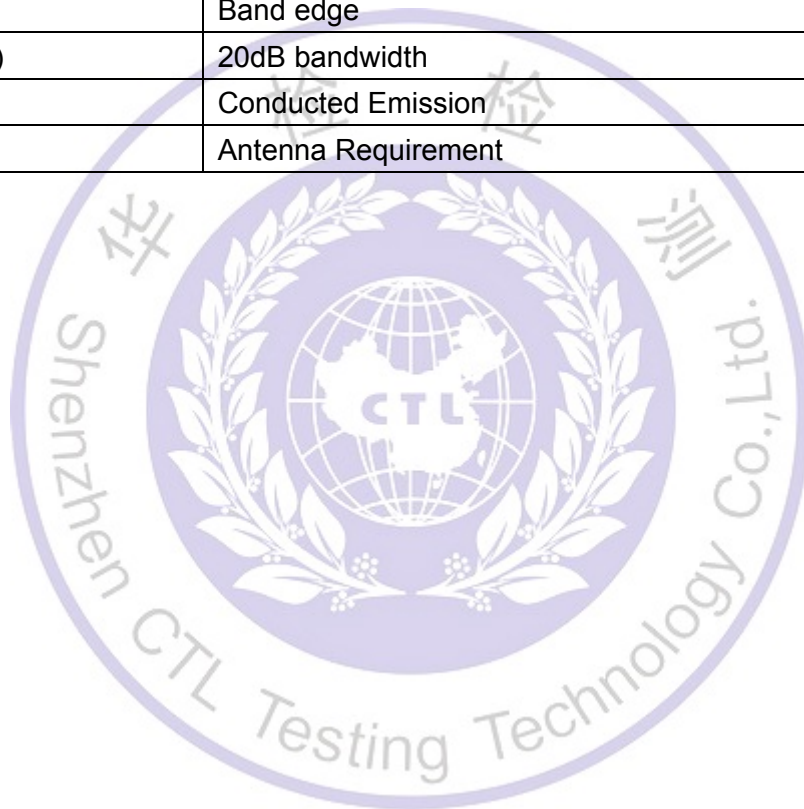 Band edge
) 20dB bandwidth
Conducted Emission
Antenna Requirement
华 检 检 测
Shenzhen CTL Testing Technology Co.,Ltd.
CTL